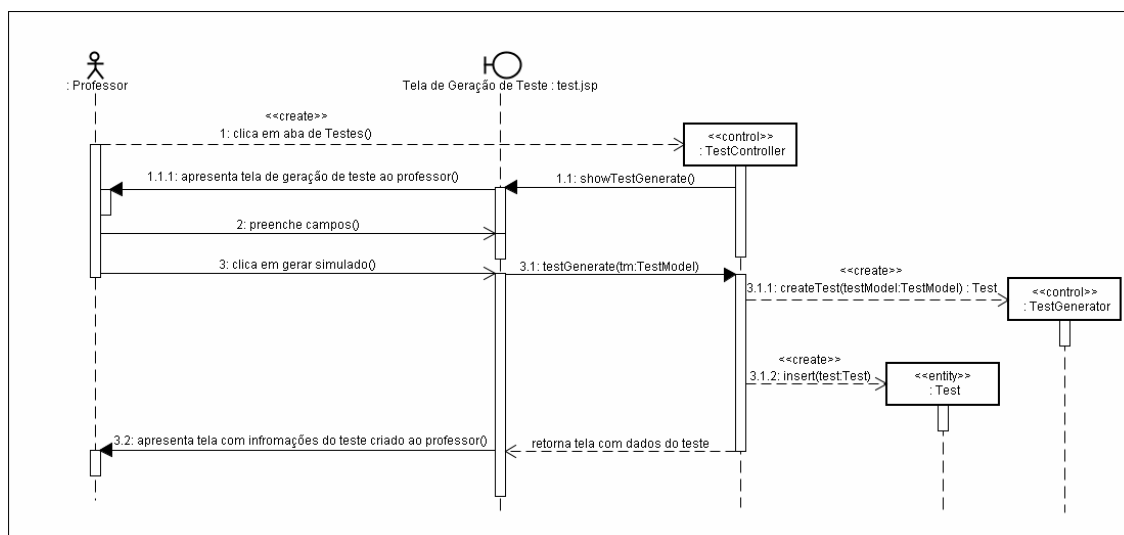 : Professor
Tela de Geração de Teste : test.jsp
<<create>>
1: clica em aba de Testes()
<<control>>
: TestController
1.1.1: apresenta tela de geração de teste ao professor()
1.1: showTestGenerate()
2: preenche campos()
3: clica em gerar simulado()
3.1: testGenerate(tm:TestModel)
<<create>>
3.1.1: createTest(testModel:TestModel) : Test
<<control>>
: TestGenerator
<<create>>
3.1.2: insert(test:Test)
<<entity>>
: Test
3.2: apresenta tela com infromações do teste criado ao professor()
retorna tela com dados do teste